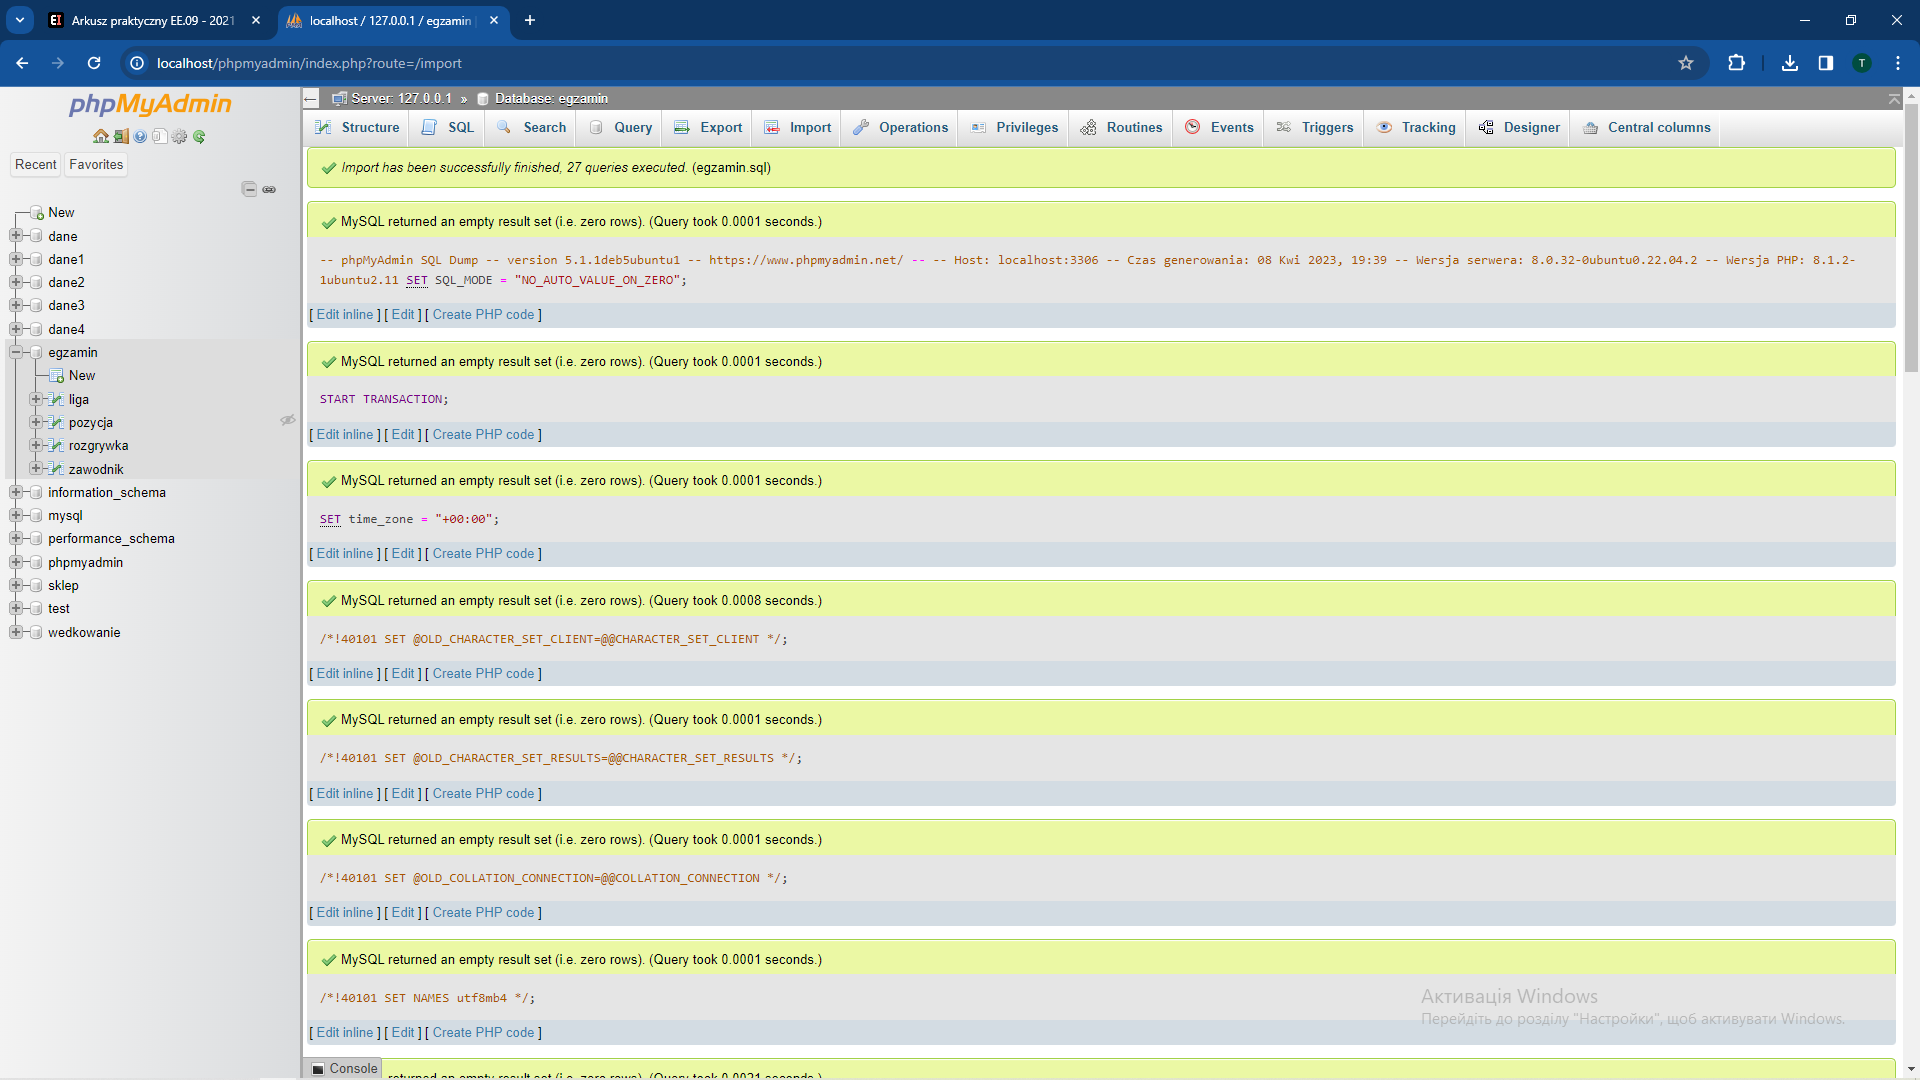 Arkusz praktyczny EE.09 - 2021
localhost / 127.0.0.1 / egzamin
localhost/phpmyadmin/index.php?route=/import
T
phpMyAdmin
Recent
Favorites
New
dane
dane1
dane2
dane3
dane4
egzamin
New
liga
pozycja
rozgrywka
zawodnik
information_schema
mysql
performance_schema
phpmyadmin
sklep
test
wedkowanie
Server: 127.0.0.1 » Database: egzamin
Structure SQL Search Query Export Import Operations Privileges Routines Events Triggers Tracking Designer Central columns
Import has been successfully finished, 27 queries executed. (egzamin.sql)
MySQL returned an empty result set (i.e. zero rows). (Query took 0.0001 seconds.)
-- phpMyAdmin SQL Dump -- version 5.1.1deb5ubuntu1 -- https://www.phpmyadmin.net/ -- -- Host: localhost:3306 -- Czas generowania: 08 Kwi 2023, 19:39 -- Wersja serwera: 8.0.32-0ubuntu0.22.04.2 -- Wersja PHP: 8.1.2-
1ubuntu2.11 SET SQL_MODE = "NO_AUTO_VALUE_ON_ZERO";
[ Edit inline ] [ Edit ] [ Create PHP code ]
MySQL returned an empty result set (i.e. zero rows). (Query took 0.0001 seconds.)
START TRANSACTION;
[ Edit inline ] [ Edit ] [ Create PHP code ]
MySQL returned an empty result set (i.e. zero rows). (Query took 0.0001 seconds.)
SET time_zone = "+00:00";
[ Edit inline ] [ Edit ] [ Create PHP code ]
MySQL returned an empty result set (i.e. zero rows). (Query took 0.0008 seconds.)
/*!40101 SET @OLD_CHARACTER_SET_CLIENT=@@CHARACTER_SET_CLIENT */;
[ Edit inline ] [ Edit ] [ Create PHP code ]
MySQL returned an empty result set (i.e. zero rows). (Query took 0.0001 seconds.)
/*!40101 SET @OLD_CHARACTER_SET_RESULTS=@@CHARACTER_SET_RESULTS */;
[ Edit inline ] [ Edit ] [ Create PHP code ]
MySQL returned an empty result set (i.e. zero rows). (Query took 0.0001 seconds.)
/*!40101 SET @OLD_COLLATION_CONNECTION=@@COLLATION_CONNECTION */;
[ Edit inline ] [ Edit ] [ Create PHP code ]
MySQL returned an empty result set (i.e. zero rows). (Query took 0.0001 seconds.)
/*!40101 SET NAMES utf8mb4 */;
[ Edit inline ] [ Edit ] [ Create PHP code ]
Активація Windows
Перейдіть до розділу "Настройки", щоб активувати Windows.
Console
returned an empty result set (i.e. zero rows). (Query took 0.0021 seconds.)